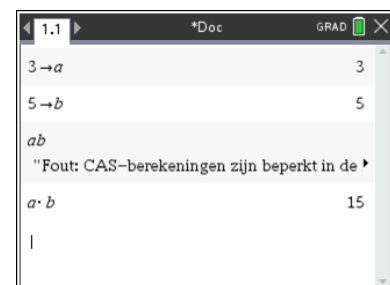 1.1 *Doc GRAD
3→a 3
5→b 5
ab
"Fout: CAS-berekeningen zijn beperkt in de
a·b 15